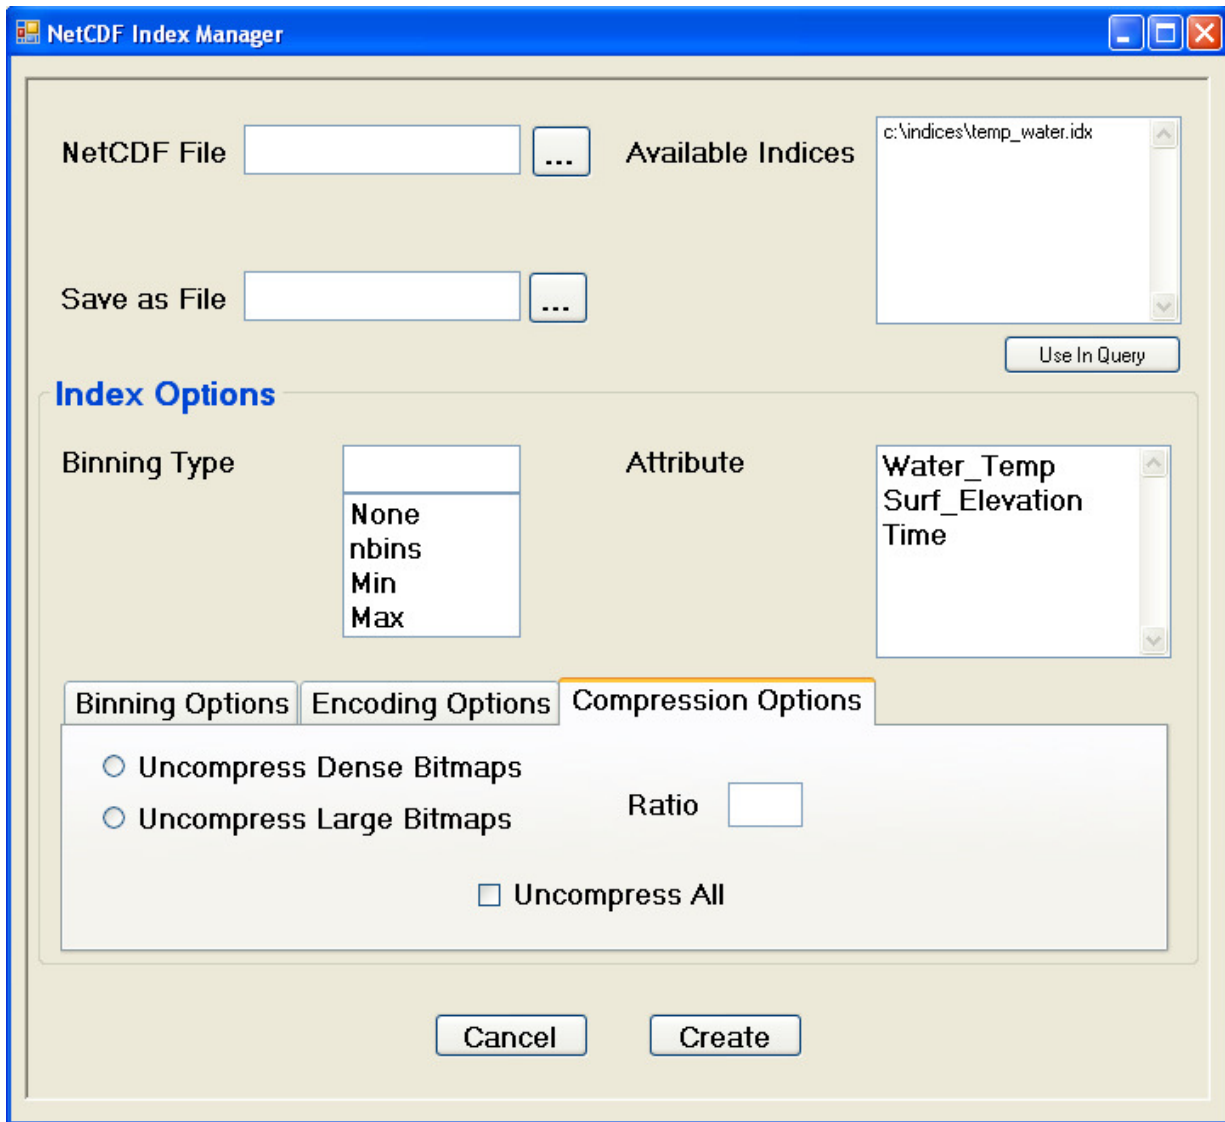 NetCDF Index Manager
NetCDF File
...
Available Indices
c:\indices\temp_water.idx
Save as File
...
Use In Query
Index Options
Binning Type
None
nbins
Min
Max
Attribute
Water_Temp
Surf_Elevation
Time
Binning Options
Encoding Options
Compression Options
Uncompress Dense Bitmaps
Uncompress Large Bitmaps
Ratio
Uncompress All
Cancel
Create